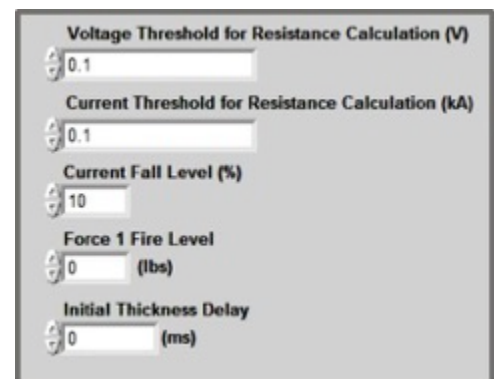 Voltage Threshold for Resistance Calculation (V)
0.1
Current Threshold for Resistance Calculation (kA)
0.1
Current Fall Level (%)
10
Force 1 Fire Level
0 (lbs)
Initial Thickness Delay
0 (ms)